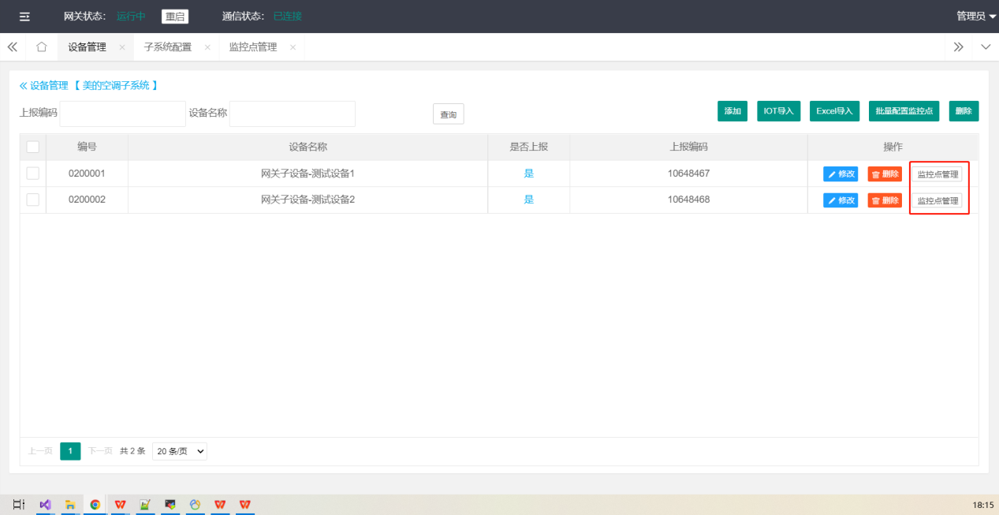 网关状态： 运行中 重启 通信状态： 已连接 管理员
设备管理 子系统配置 监控点管理
设备管理 【 美的空调子系统 】
上报编码 设备名称 查询 添加 IOT导入 Excel导入 批量配置监控点 删除
编号 设备名称 是否上报 上报编码 操作
0200001 网关子设备-测试设备1 是 10648467 修改 删除 监控点管理
0200002 网关子设备-测试设备2 是 10648468 修改 删除 监控点管理
上一页 1 下一页 共 2 条 20 条/页
18:15